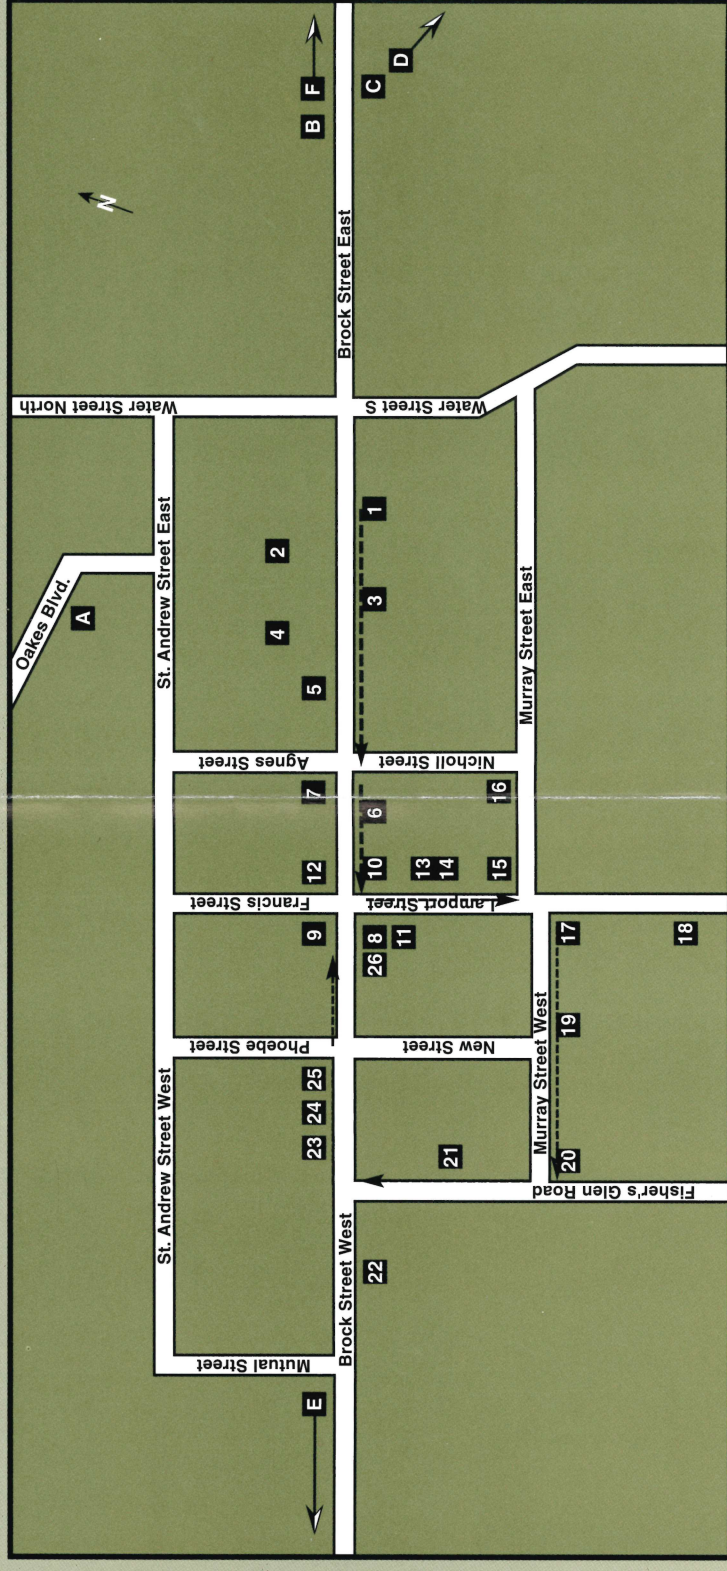 N
F
B
C
D
Brock Street East
Water Street North
Water Street S
Oakes Blvd.
A
St. Andrew Street East
2
1
4
3
5
Murray Street East
Agnes Street
Nicholl Street
7
6
16
12
10
13
14
15
Francis Street
Lamport Street
9
8
26
11
17
18
Phoebe Street
New Street
Murray Street West
19
25
24
23
21
20
St. Andrew Street West
Fisher's Glen Road
Brock Street West
22
Mutual Street
E